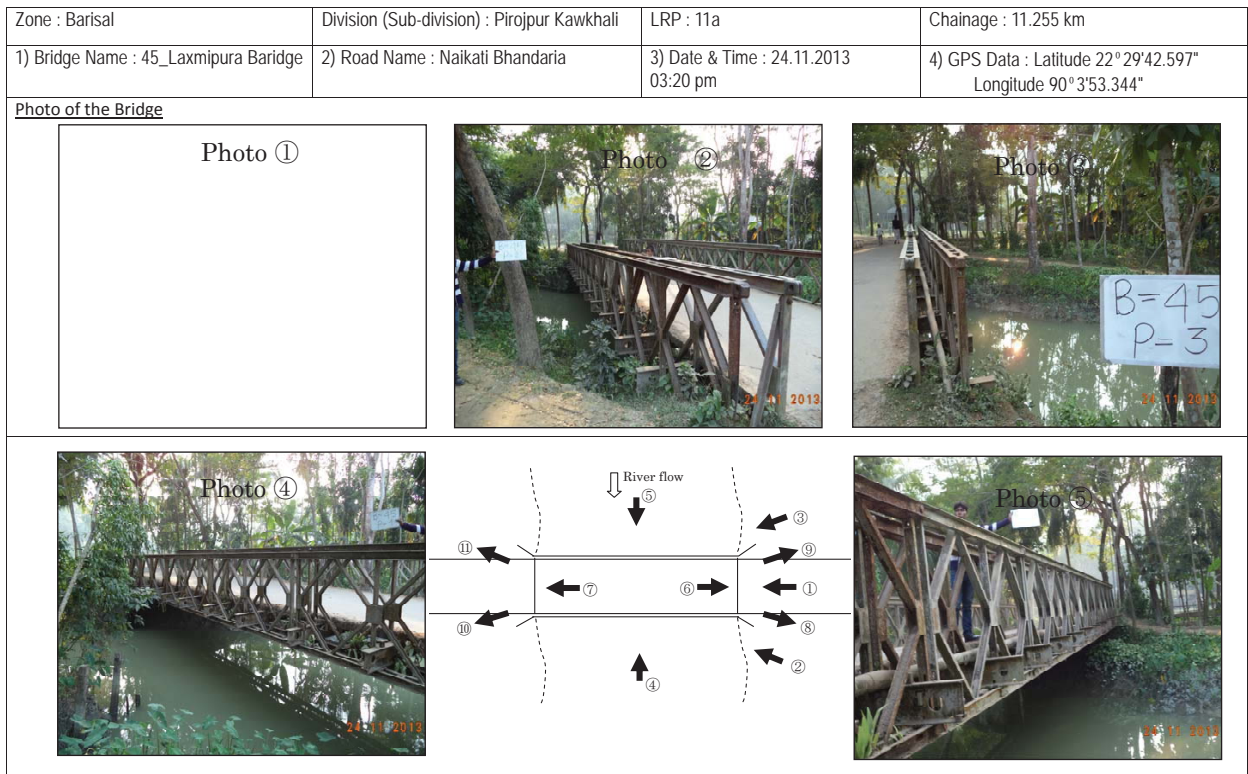 Zone : Barisal
Division (Sub-division) : Pirojpur Kawkhali
LRP : 11a
Chainage : 11.255 km
1) Bridge Name : 45_Laxmipura Baridge
2) Road Name : Naikati Bhandaria
3) Date & Time : 24.11.2013
03:20 pm
4) GPS Data : Latitude 22°29'42.597"
Longitude 90°3'53.344"
Photo of the Bridge
Photo ①
Photo ②
24 11 2013
Photo ③
B=45
P=3
24 11 2013
Photo ④
24 11 2013
River flow
⑤
③
⑪
⑨
⑦
⑥
①
⑩
⑧
②
④
Photo ⑤
24 11 2013